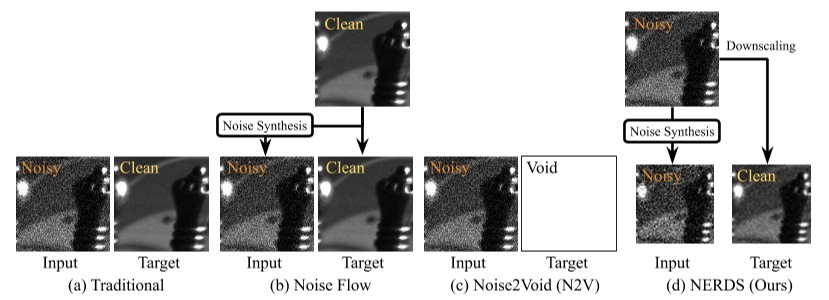 Clean
Noisy
Downscaling
Noise Synthesis
Noise Synthesis
Noisy
Clean
Noisy
Clean
Noisy
Void
Noisy
Clean
Input
Target
Input
Target
Input
Target
Input
Target
(a) Traditional
(b) Noise Flow
(c) Noise2Void (N2V)
(d) NERDS (Ours)